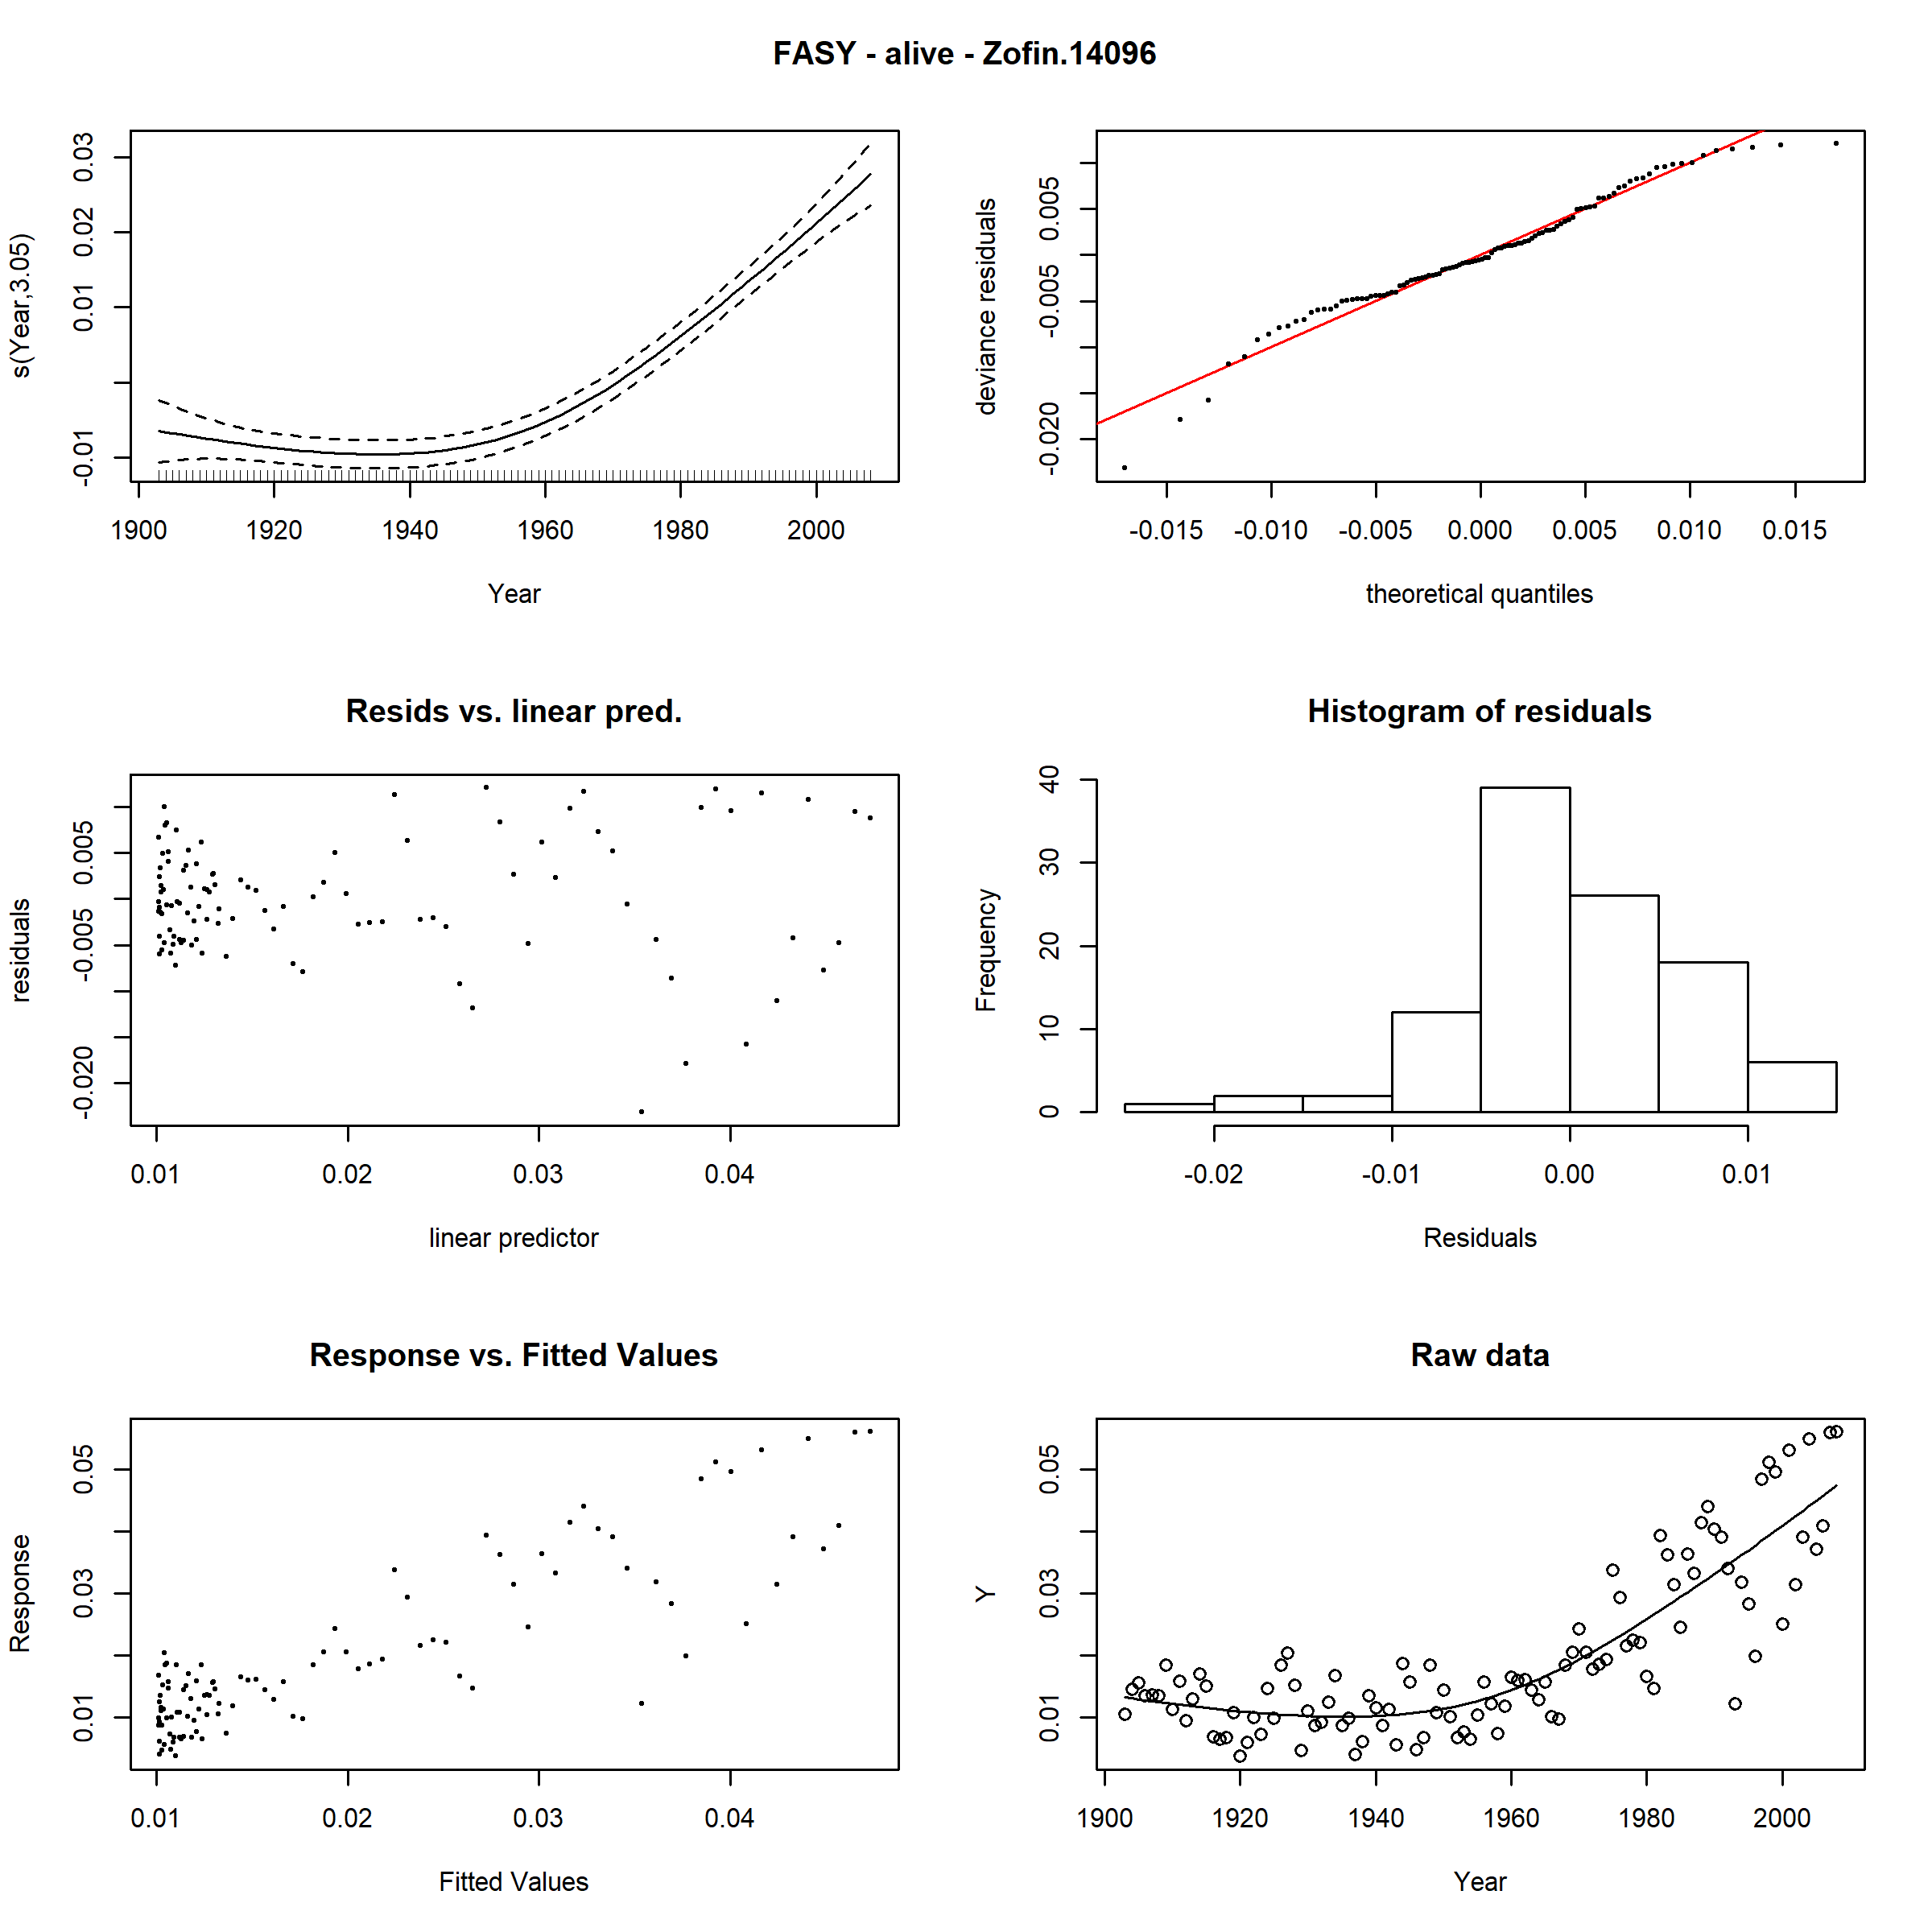 FASY - alive - Zofin.14096
s(Year,3.05)
0.03
0.02
0.01
-0.01
1900 1920 1940 1960 1980 2000
Year
deviance residuals
0.005
-0.005
-0.020
-0.015 -0.010 -0.005 0.000 0.005 0.010 0.015
theoretical quantiles
Resids vs. linear pred.
residuals
0.005
-0.005
-0.020
0.01 0.02 0.03 0.04
linear predictor
Histogram of residuals
Frequency
40
30
20
10
0
-0.02 -0.01 0.00 0.01
Residuals
Response vs. Fitted Values
Response
0.05
0.03
0.01
0.01 0.02 0.03 0.04
Fitted Values
Raw data
Y
0.05
0.03
0.01
1900 1920 1940 1960 1980 2000
Year